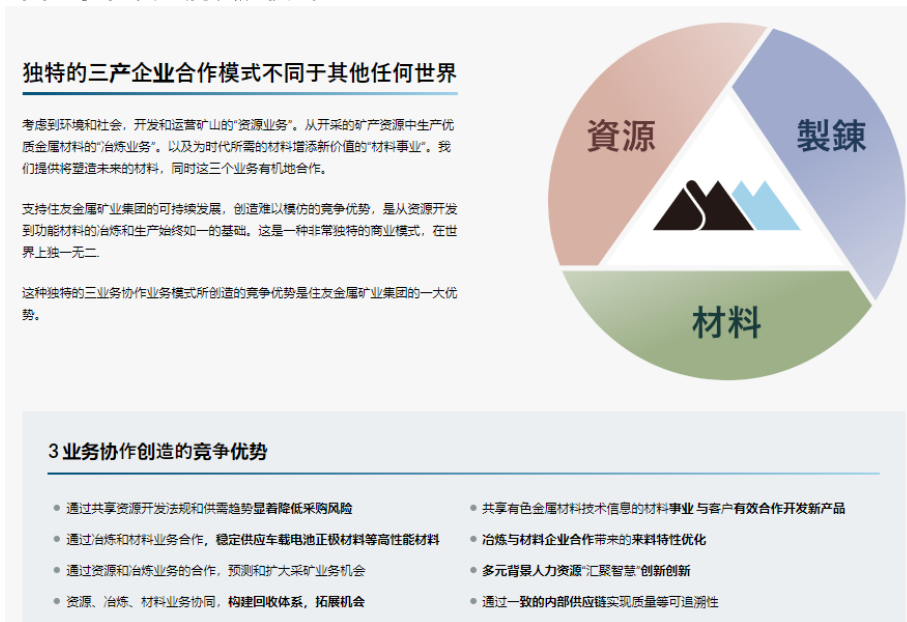 独特的三产企业合作模式不同于其他任何世界
考虑到环境和社会，开发和运营矿山的“资源业务”。从开采的矿产资源中生产优
质金属材料的“冶炼业务”。以及为时代所需的材料增添新价值的“材料事业”。我
们提供将塑造未来的材料，同时这三个业务有机地合作。
支持住友金属矿业集团的可持续发展，创造难以模仿的竞争优势，是从资源开发
到功能材料的冶炼和生产始终如一的基础。这是一种非常独特的商业模式，在世
界上独一无二.
这种独特的三业务协作业务模式所创造的竞争优势是住友金属矿业集团的一大优
势。
資源
製錬
材料
3 业务协作创造的竞争优势
通过共享资源开发法规和供需趋势显着降低采购风险
通过冶炼和材料业务合作，稳定供应车载电池正极材料等高性能材料
通过资源和冶炼业务的合作，预测和扩大采矿业务机会
资源、冶炼、材料业务协同，构建回收体系，拓展机会
共享有色金属材料技术信息的材料事业 与客户有效合作开发新产品
冶炼与材料企业合作带来的来料特性优化
多元背景人力资源“汇聚智慧”创新创新
通过一致的内部供应链实现质量等可追溯性